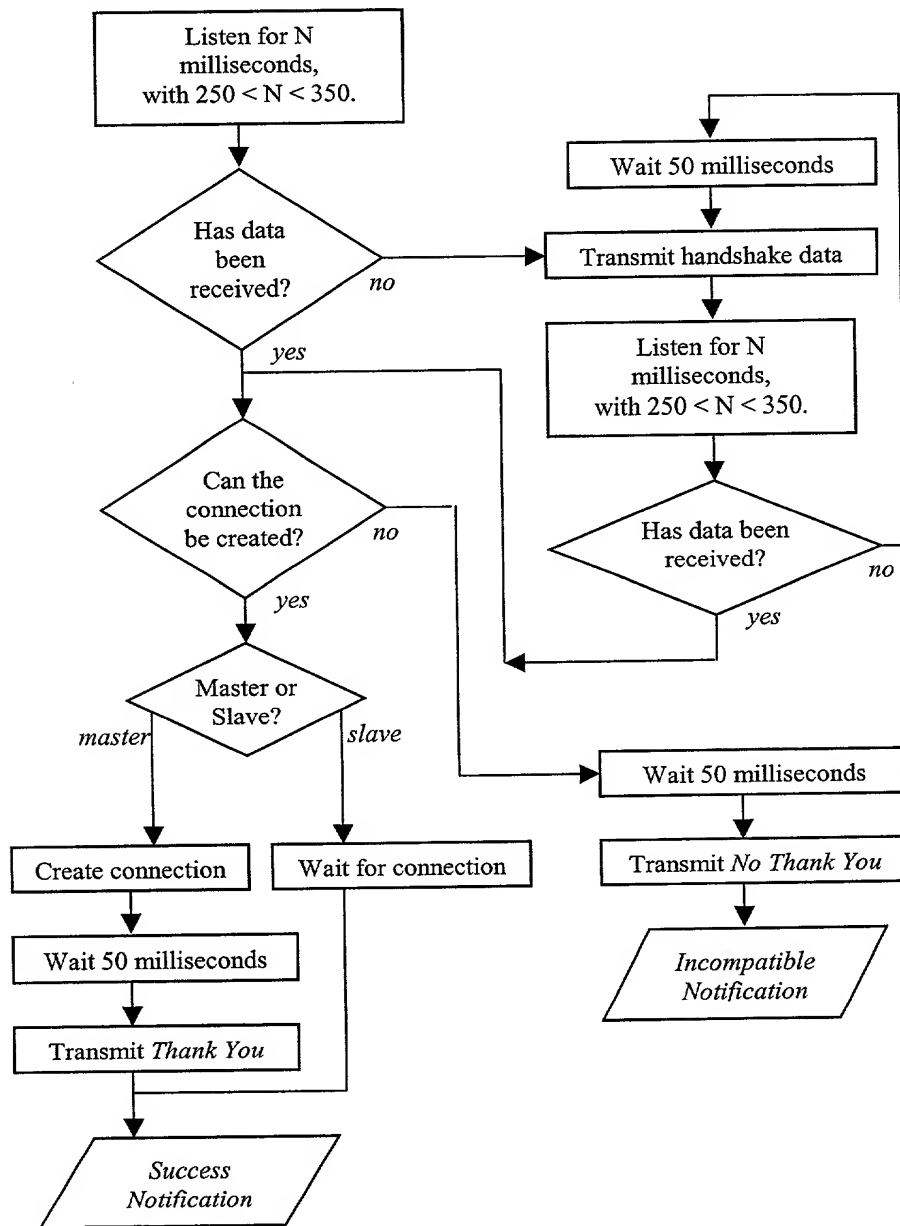 Listen for N
milliseconds,
with 250 < N < 350.
Has data
been
received?
no
yes
Wait 50 milliseconds
Transmit handshake data
Listen for N
milliseconds,
with 250 < N < 350.
Has data been
received?
no
yes
Can the
connection
be created?
no
yes
Master or
Slave?
master
slave
Create connection
Wait for connection
Wait 50 milliseconds
Transmit Thank You
Success
Notification
Wait 50 milliseconds
Transmit No Thank You
Incompatible
Notification